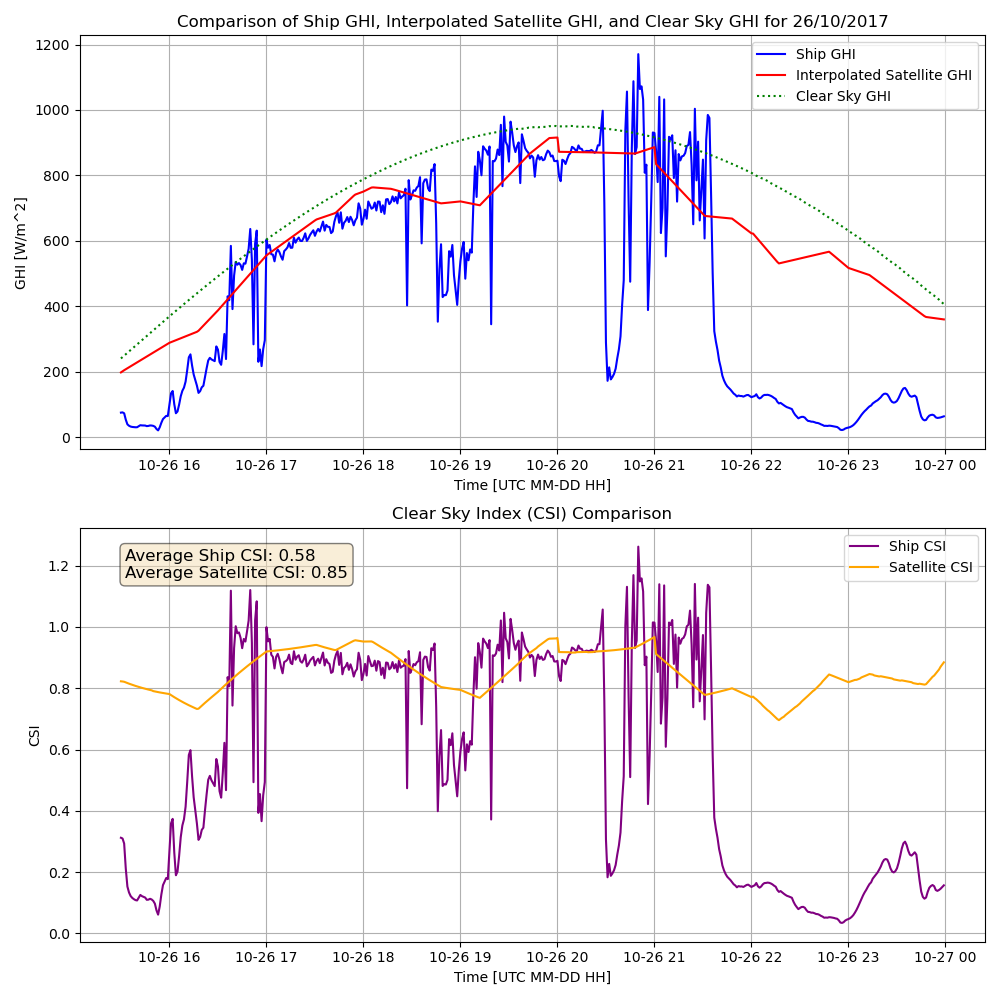 Comparison of Ship GHI, Interpolated Satellite GHI, and Clear Sky GHI for 26/10/2017
Ship GHI
Interpolated Satellite GHI
Clear Sky GHI
GHI [W/m^2]
1200
1000
800
600
400
200
0
10-26 16 10-26 17 10-26 18 10-26 19 10-26 20 10-26 21 10-26 22 10-26 23 10-27 00
Time [UTC MM-DD HH]
Clear Sky Index (CSI) Comparison
Average Ship CSI: 0.58
Average Satellite CSI: 0.85
Ship CSI
Satellite CSI
CSI
1.2
1.0
0.8
0.6
0.4
0.2
0.0
10-26 16 10-26 17 10-26 18 10-26 19 10-26 20 10-26 21 10-26 22 10-26 23 10-27 00
Time [UTC MM-DD HH]